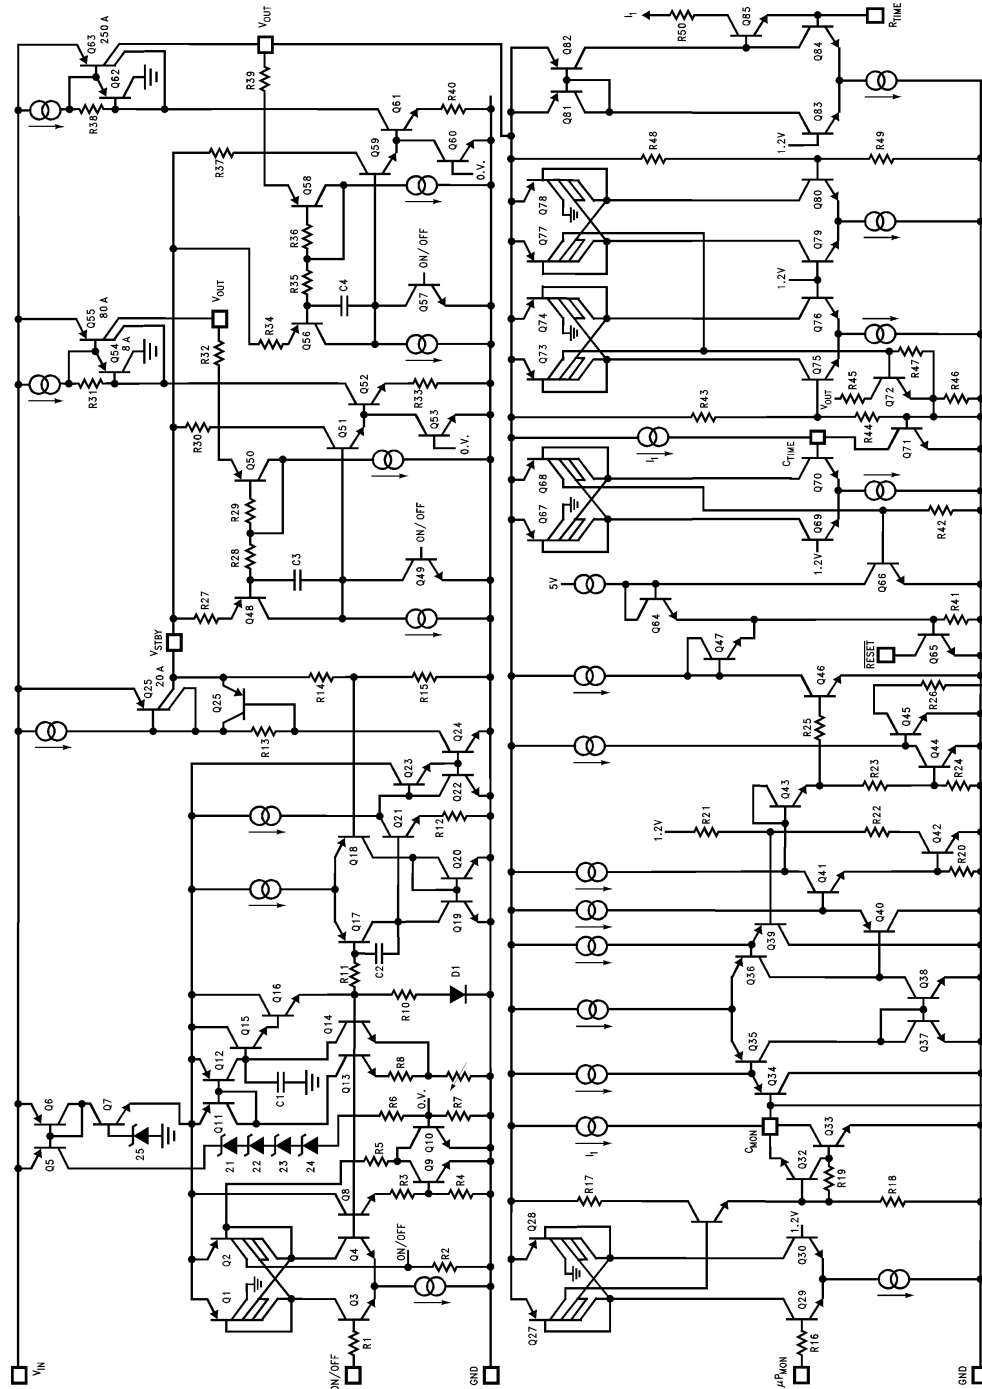 VIN
ON/OFF
GND
Q1
Q2
Q3
Q4
R1
R2
ON/OFF
Q5
Q6
Q7
25
21
22
23
24
Q8
Q9
Q10
R3
R4
R5
R6
R7
O.V.
Q11
Q12
C1
Q13
Q14
R8
Q15
Q16
R10
D1
R11
C2
Q17
Q18
Q19
Q20
Q21
R12
Q22
Q23
Q24
R13
Q25
Q25
20 A
R14
R15
VSTBY
R27
Q48
R28
R29
C3
Q49
ON/OFF
Q50
R30
Q51
Q52
Q53
O.V.
R31
R32
R33
VOUT
Q54
8 A
Q55
80 A
R34
Q56
R35
R36
C4
Q57
ON/OFF
Q58
R37
Q59
Q60
O.V.
Q61
R38
R39
R40
VOUT
Q62
Q63
250 A
µPMON
GND
Q27
Q28
Q29
Q30
1.2V
R16
R17
R18
R19
Q32
Q33
CMON
I1
Q34
Q35
Q36
Q37
Q38
Q39
Q40
Q41
Q42
R20
R21
1.2V
R22
Q43
R23
R24
Q44
Q45
R25
R26
Q46
Q47
RESET
Q64
Q65
R41
5V
Q66
R42
Q67
Q68
Q69
1.2V
Q70
CTIME
I1
Q71
R43
R44
VOUT
R45
Q72
R46
R47
Q73
Q74
Q75
Q76
1.2V
Q77
Q78
Q79
Q80
R48
R49
Q81
Q82
1.2V
Q83
Q84
Q85
R50
I1
RTIME